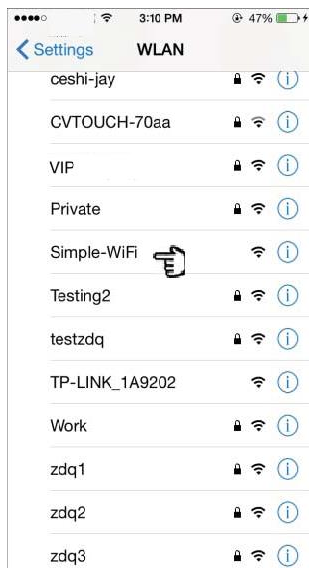 3:10 PM 47%
Settings WLAN
ceshi-jay
CVTOUCH-70aa
VIP
Private
Simple-WiFi
Testing2
testzdq
TP-LINK_1A9202
Work
zdq1
zdq2
zdq3